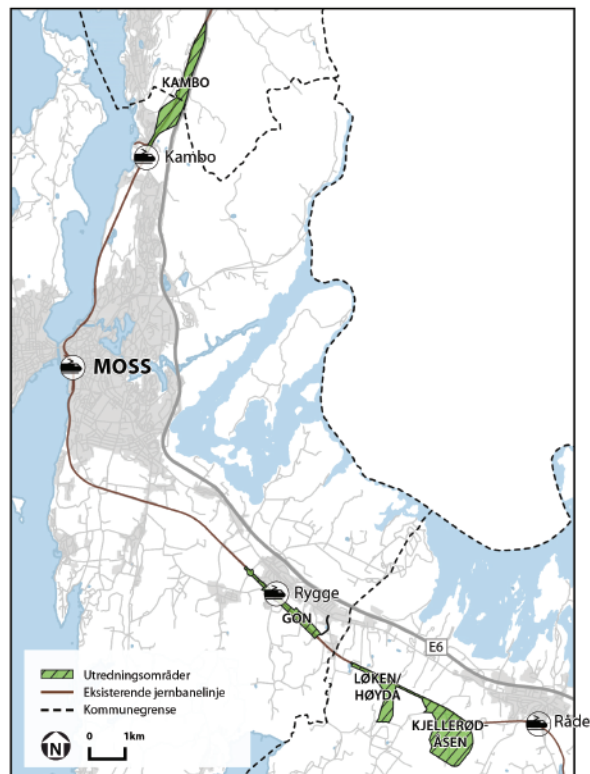 KAMBO
Kambo
MOSS
Rygge
GON
E6
LØKEN/
HØYDA
KJELLERØD-
ÅSEN
Råde
Utredningsområder
Eksisterende jernbanelinje
Kommunegrense
N
0 1km